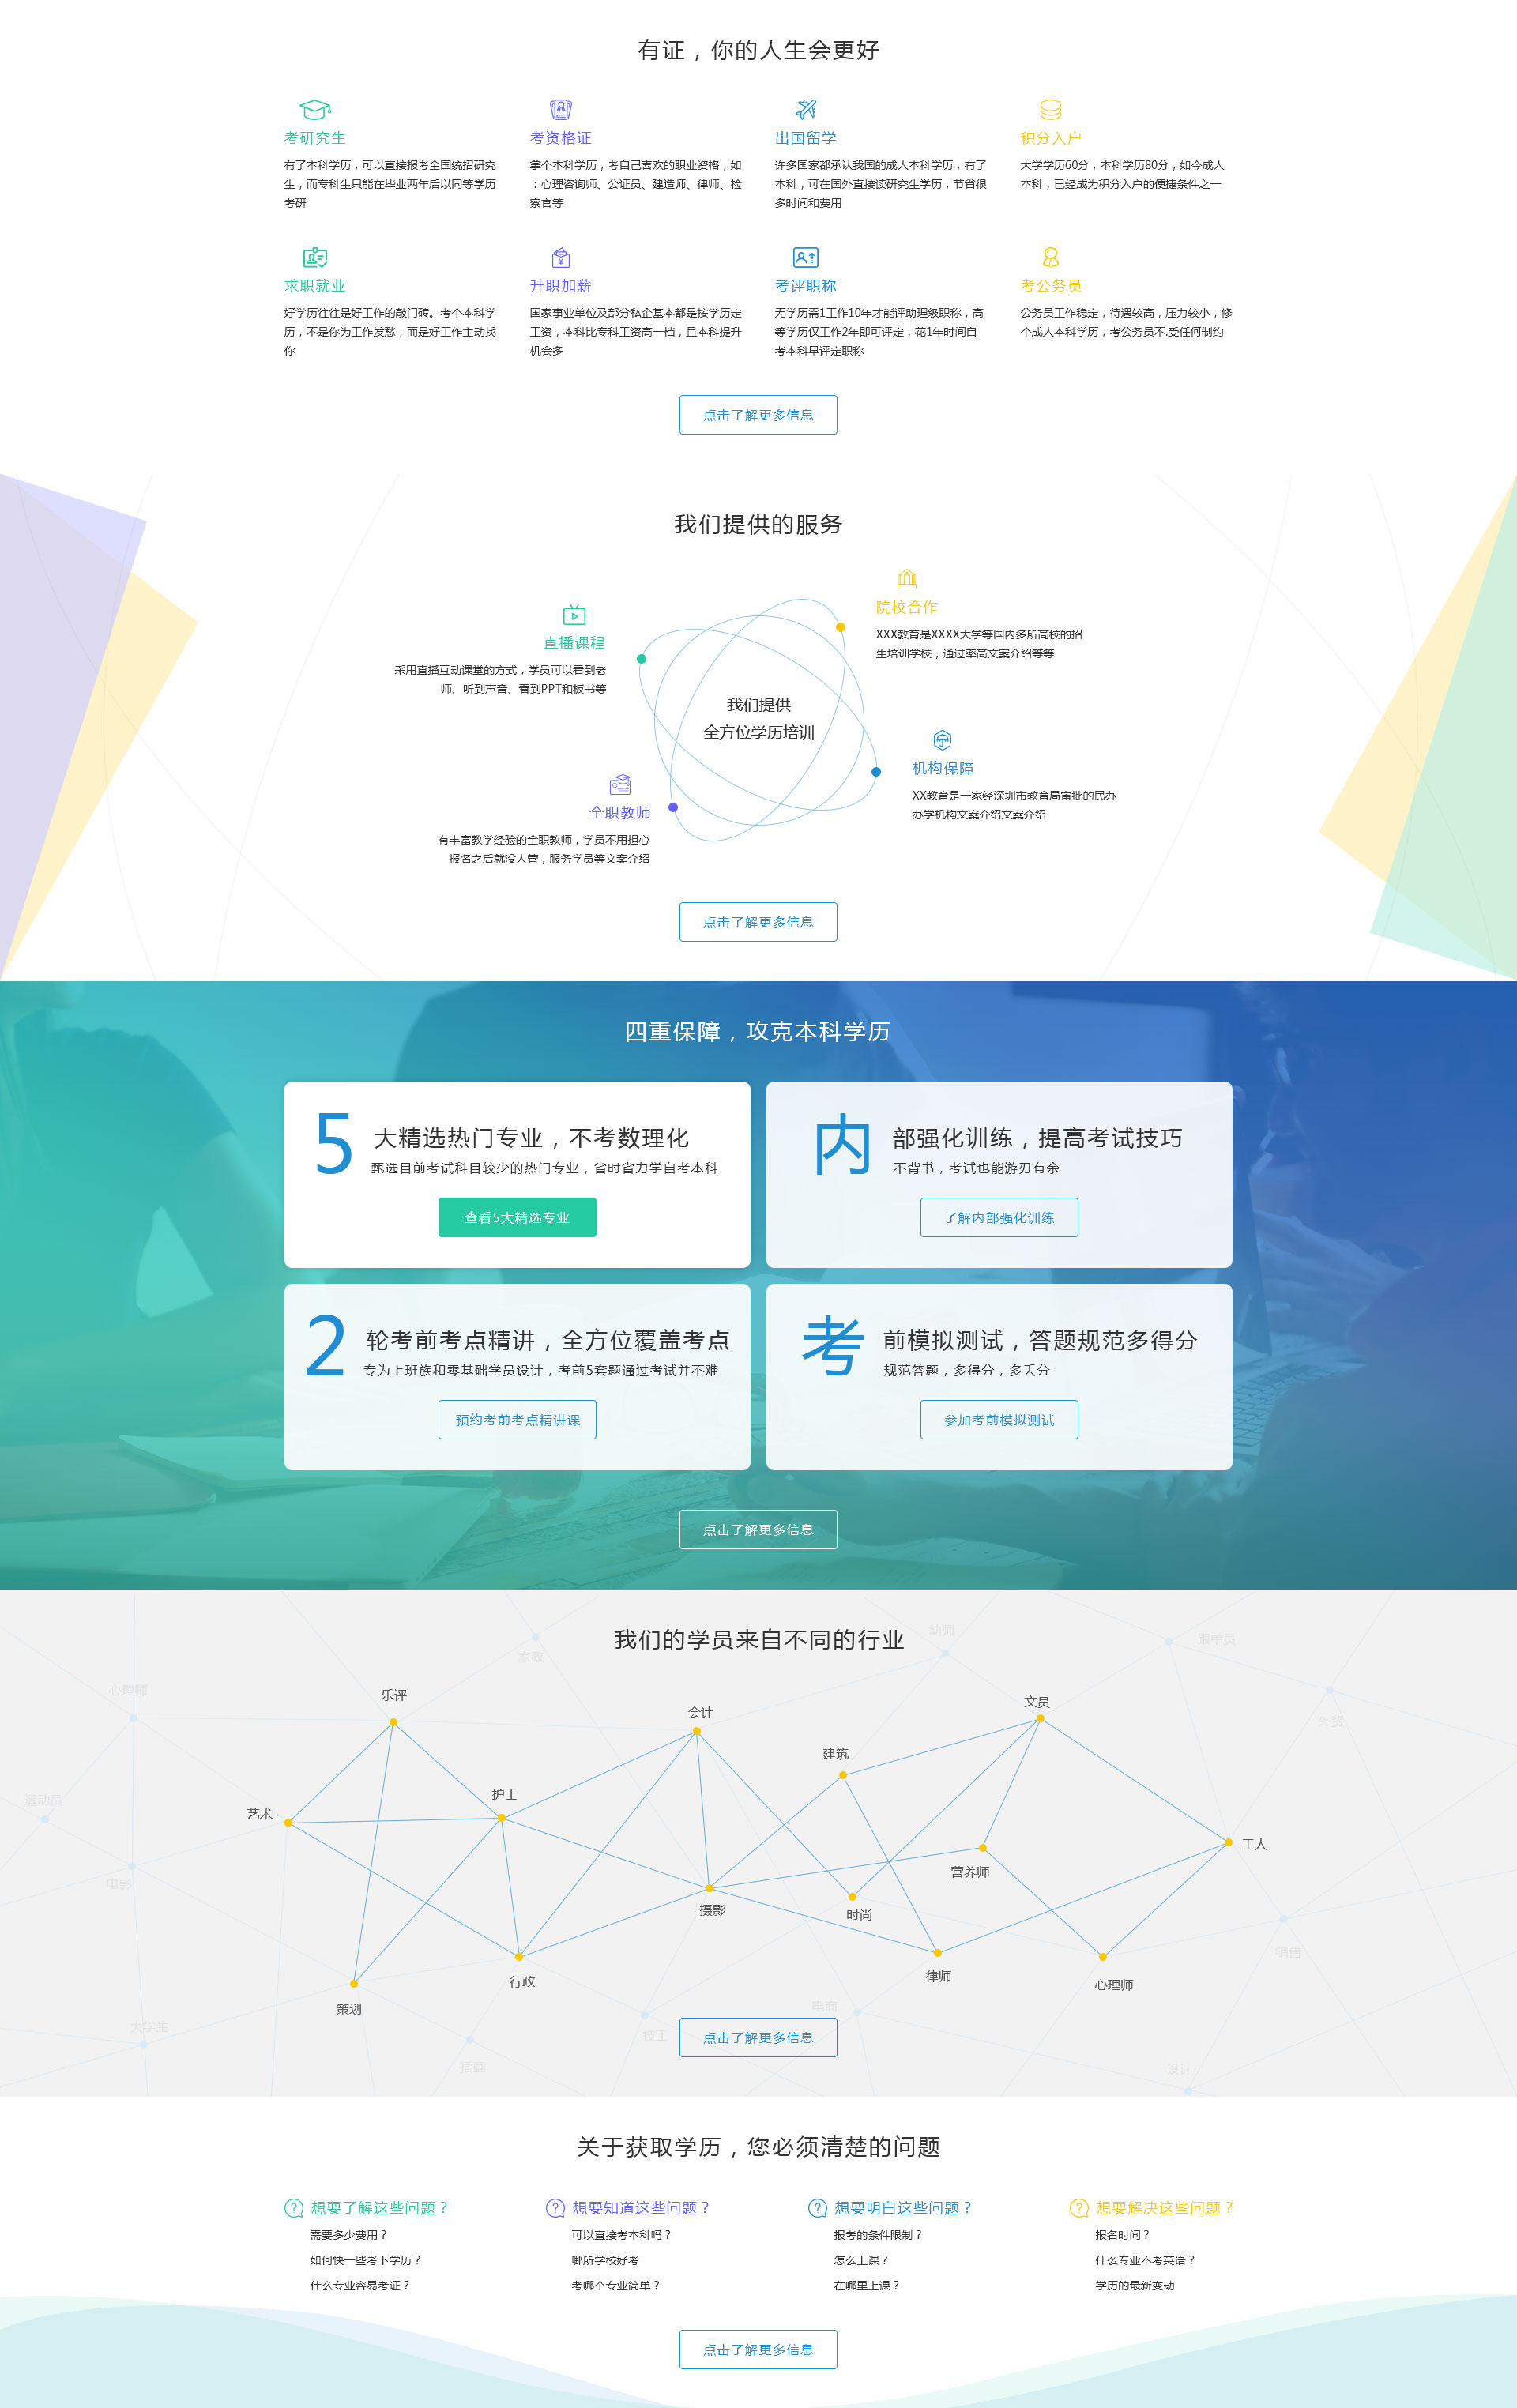 有证，你的人生会更好
考研究生
有了本科学历，可以直接报考全国统招研究
生，而专科生只能在毕业两年后以同等学历
考研
考资格证
拿个本科学历，考自己喜欢的职业资格，如
：心理咨询师、公证员、建造师、律师、检
察官等
出国留学
许多国家都承认我国的成人本科学历，有了
本科，可在国外直接读研究生学历，节省很
多时间和费用
积分入户
大学学历60分，本科学历80分，如今成人
本科，已经成为积分入户的便捷条件之一
求职就业
好学历往往是好工作的敲门砖。考个本科学
历，不是你为工作发愁，而是好工作主动找
你
升职加薪
国家事业单位及部分私企基本都是按学历定
工资，本科比专科工资高一档，且本科提升
机会多
考评职称
无学历需1工作10年才能评助理级职称，高
等学历仅工作2年即可评定，花1年时间自
考本科早评定职称
考公务员
公务员工作稳定，待遇较高，压力较小，修
个成人本科学历，考公务员不.受任何制约
点击了解更多信息
我们提供的服务
直播课程
采用直播互动课堂的方式，学员可以看到老
师、听到声音、看到PPT和板书等
院校合作
XXX教育是XXXX大学等国内多所高校的招
生培训学校，通过率高文案介绍等等
我们提供
全方位学历培训
全职教师
有丰富教学经验的全职教师，学员不用担心
报名之后就没人管，服务学员等文案介绍
机构保障
XX教育是一家经深圳市教育局审批的民办
办学机构文案介绍文案介绍
点击了解更多信息
四重保障，攻克本科学历
5 大精选热门专业，不考数理化
甄选目前考试科目较少的热门专业，省时省力学自考本科
查看5大精选专业
内 部强化训练，提高考试技巧
不背书，考试也能游刃有余
了解内部强化训练
2 轮考前考点精讲，全方位覆盖考点
专为上班族和零基础学员设计，考前5套题通过考试并不难
预约考前考点精讲课
考 前模拟测试，答题规范多得分
规范答题，多得分，多丢分
参加考前模拟测试
点击了解更多信息
我们的学员来自不同的行业
幼师
跟单员
家政
心理师
乐评
会计
文员
外贸
建筑
运动员
艺术
护士
工人
营养师
电影
摄影
时尚
销售
行政
律师
心理师
策划
电商
大学生
技工
插画
设计
点击了解更多信息
关于获取学历，您必须清楚的问题
想要了解这些问题？
需要多少费用？
如何快一些考下学历？
什么专业容易考证？
想要知道这些问题？
可以直接考本科吗？
哪所学校好考
考哪个专业简单？
想要明白这些问题？
报考的条件限制？
怎么上课？
在哪里上课？
想要解决这些问题？
报名时间？
什么专业不考英语？
学历的最新变动
点击了解更多信息